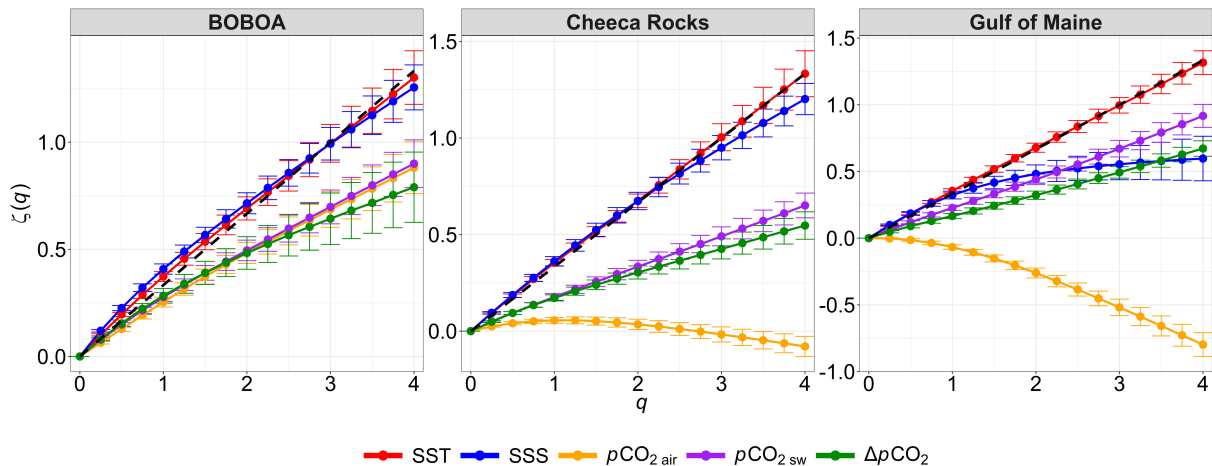 BOBOA
Cheeca Rocks
Gulf of Maine
ζ(q)
1.0
0.5
0.0
0 1 2 3 4
1.5
1.0
0.5
0.0
0 1 2 3 4
1.5
1.0
0.5
0.0
-0.5
-1.0
0 1 2 3 4
q
SST SSS pCO₂ air pCO₂ sw ΔpCO₂